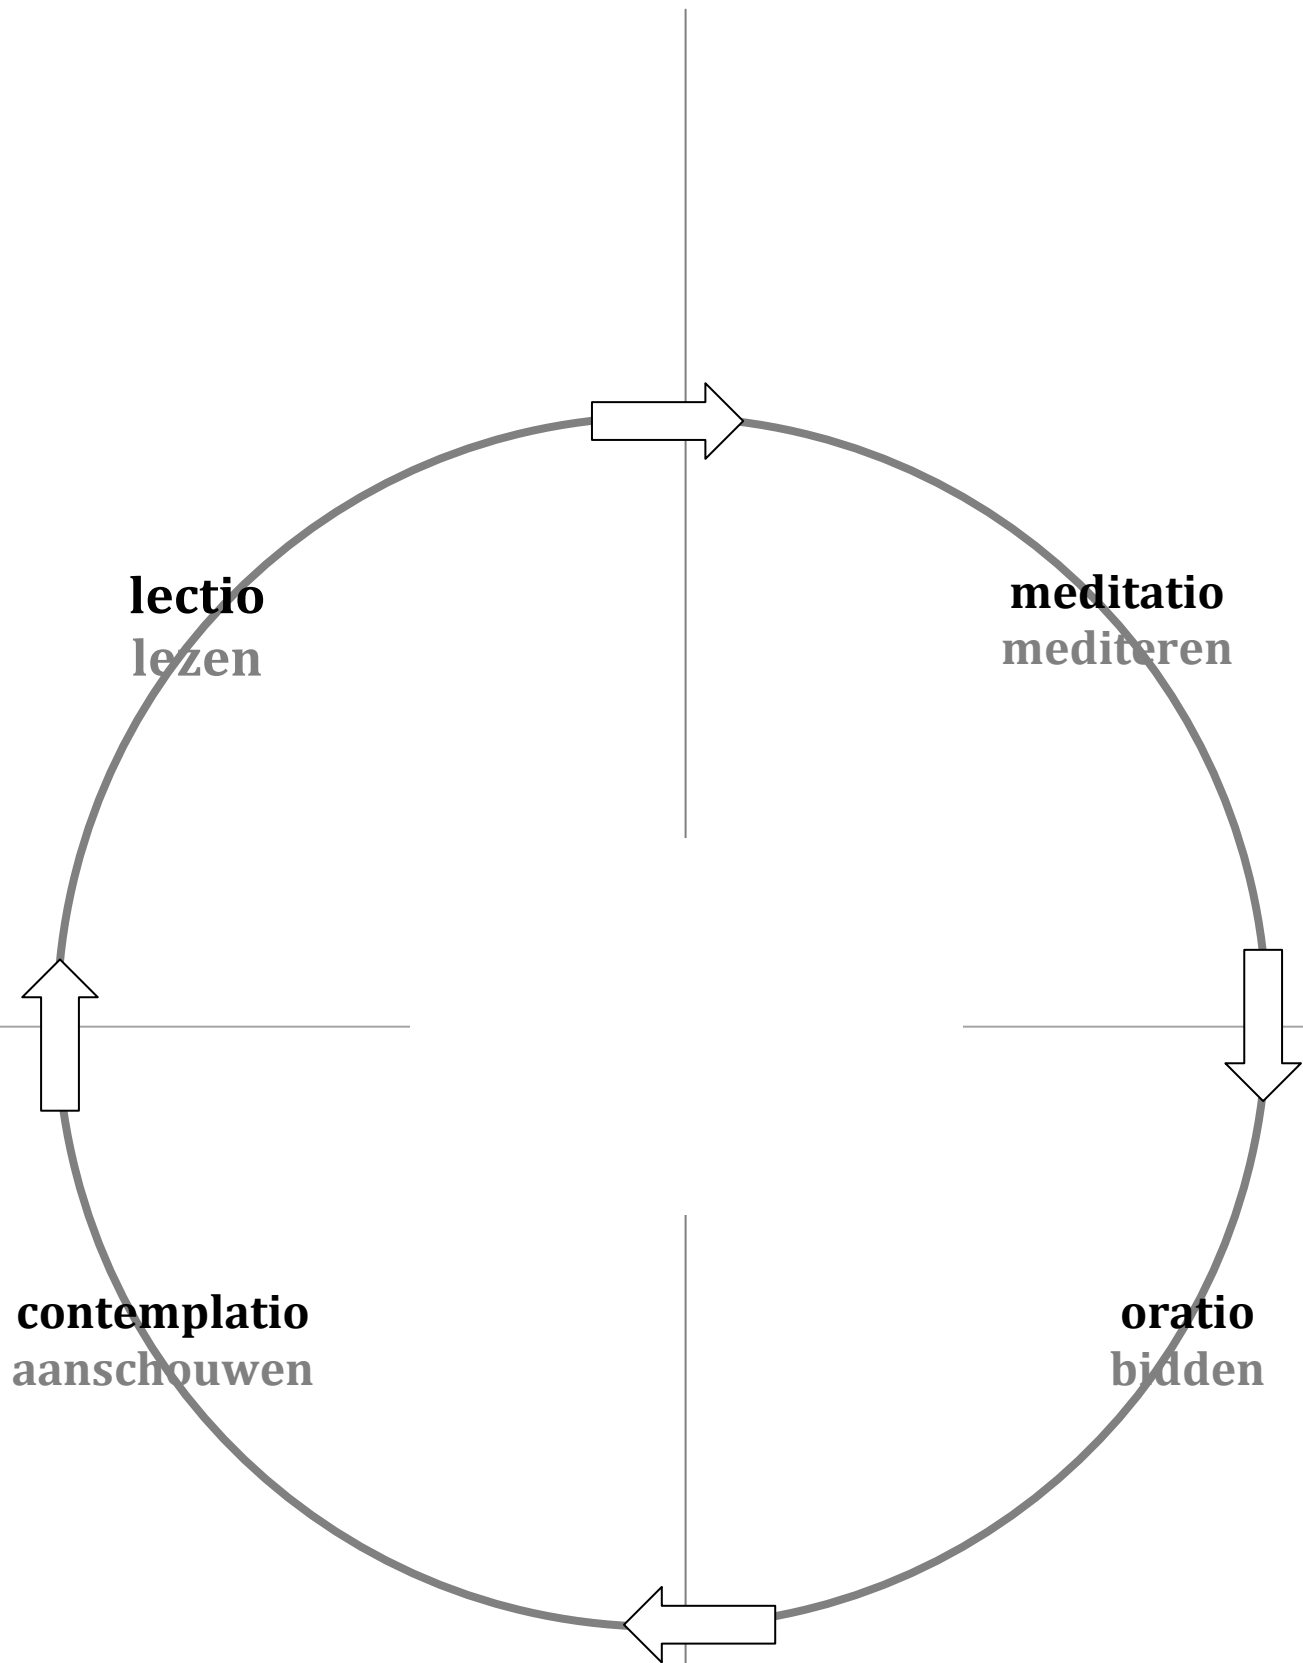 lectio
lezen
meditatio
mediteren
contemplatio
aanschouwen
oratio
bidden